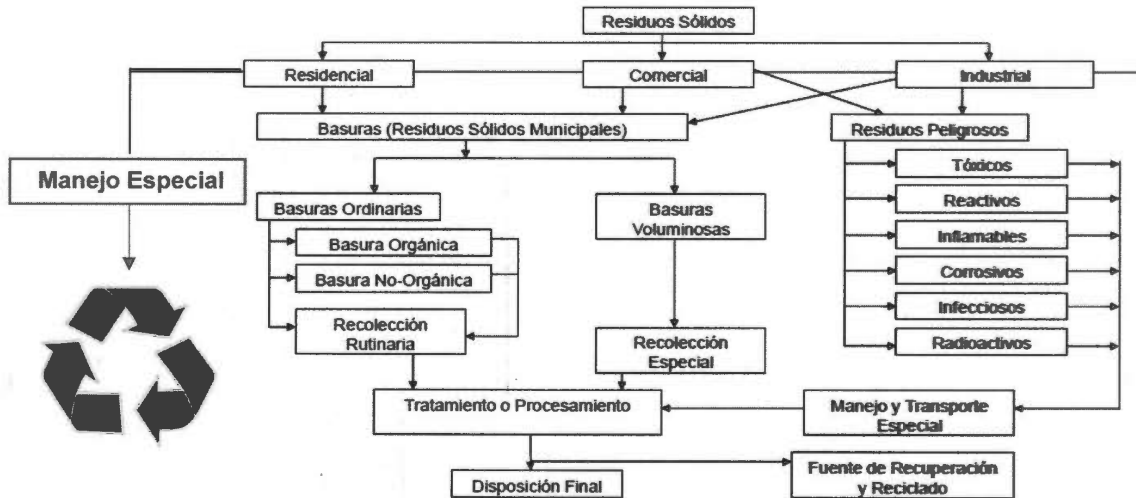 Residuos Sólidos
Residencial
Comercial
Industrial
Basuras (Residuos Sólidos Municipales)
Residuos Peligrosos
Manejo Especial
Tóxicos
Reactivos
Inflamables
Corrosivos
Infecciosos
Radioactivos
Basuras Ordinarias
Basura Orgánica
Basura No-Orgánica
Recolección
Rutinaria
Basuras
Voluminosas
Recolección
Especial
Tratamiento o Procesamiento
Manejo y Transporte
Especial
Disposición Final
Fuente de Recuperación
y Reciclado